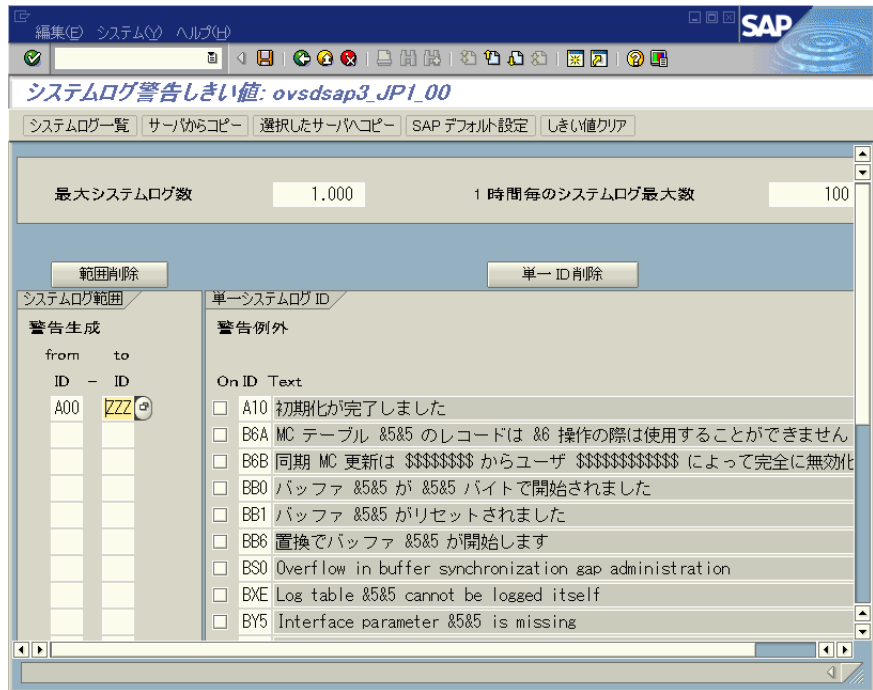 編集(E) システム(Y) ヘルプ(H)
SAP
システムログ警告しきい値: ovsdsap3_JP1_00
システムログ一覧 サーバからコピー 選択したサーバへコピー SAP デフォルト設定 しきい値クリア
最大システムログ数 1.000 1 時間毎のシステムログ最大数 100
範囲削除 単一 ID 削除
システムログ範囲 単一システムログ ID
警告生成 警告例外
from to
ID - ID On ID Text
A00 ZZZ A10 初期化が完了しました
B6A MC テーブル &5&5 のレコードは &6 操作の際は使用することができません
B6B 同期 MC 更新は $$$$$$$$ からユーザ $$$$$$$$$$$$ によって完全に無効化
BB0 バッファ &5&5 が &5&5 バイトで開始されました
BB1 バッファ &5&5 がリセットされました
BB6 置換でバッファ &5&5 が開始します
BS0 Overflow in buffer synchronization gap administration
BXE Log table &5&5 cannot be logged itself
BY5 Interface parameter &5&5 is missing